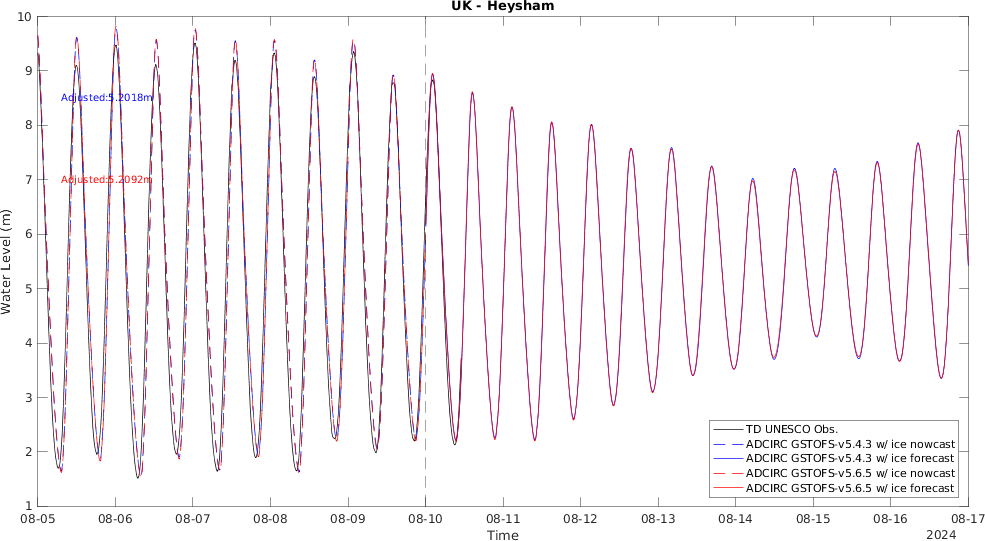 UK - Heysham
10
9
8
7
6
5
4
3
2
1
Water Level (m)
Adjusted:5.2018m
Adjusted:5.2092m
TD UNESCO Obs.
ADCIRC GSTOFS-v5.4.3 w/ ice nowcast
ADCIRC GSTOFS-v5.4.3 w/ ice forecast
ADCIRC GSTOFS-v5.6.5 w/ ice nowcast
ADCIRC GSTOFS-v5.6.5 w/ ice forecast
08-05 08-06 08-07 08-08 08-09 08-10 08-11 08-12 08-13 08-14 08-15 08-16 08-17
Time
2024